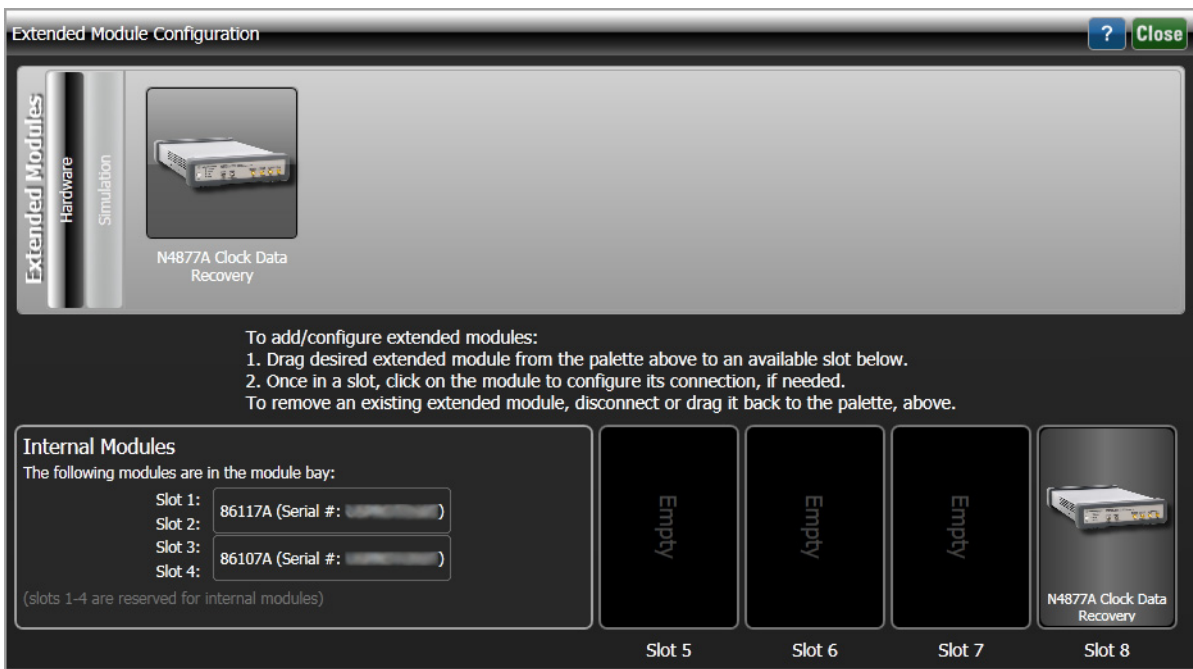 Extended Module Configuration
? Close
Extended Modules
Hardware
Simulation
N4877A Clock Data
Recovery
To add/configure extended modules:
1. Drag desired extended module from the palette above to an available slot below.
2. Once in a slot, click on the module to configure its connection, if needed.
To remove an existing extended module, disconnect or drag it back to the palette, above.
Internal Modules
The following modules are in the module bay:
Slot 1:
86117A (Serial #: )
Slot 2:
Slot 3:
86107A (Serial #: )
Slot 4:
(slots 1-4 are reserved for internal modules)
Empty
Empty
Empty
N4877A Clock Data
Recovery
Slot 5
Slot 6
Slot 7
Slot 8